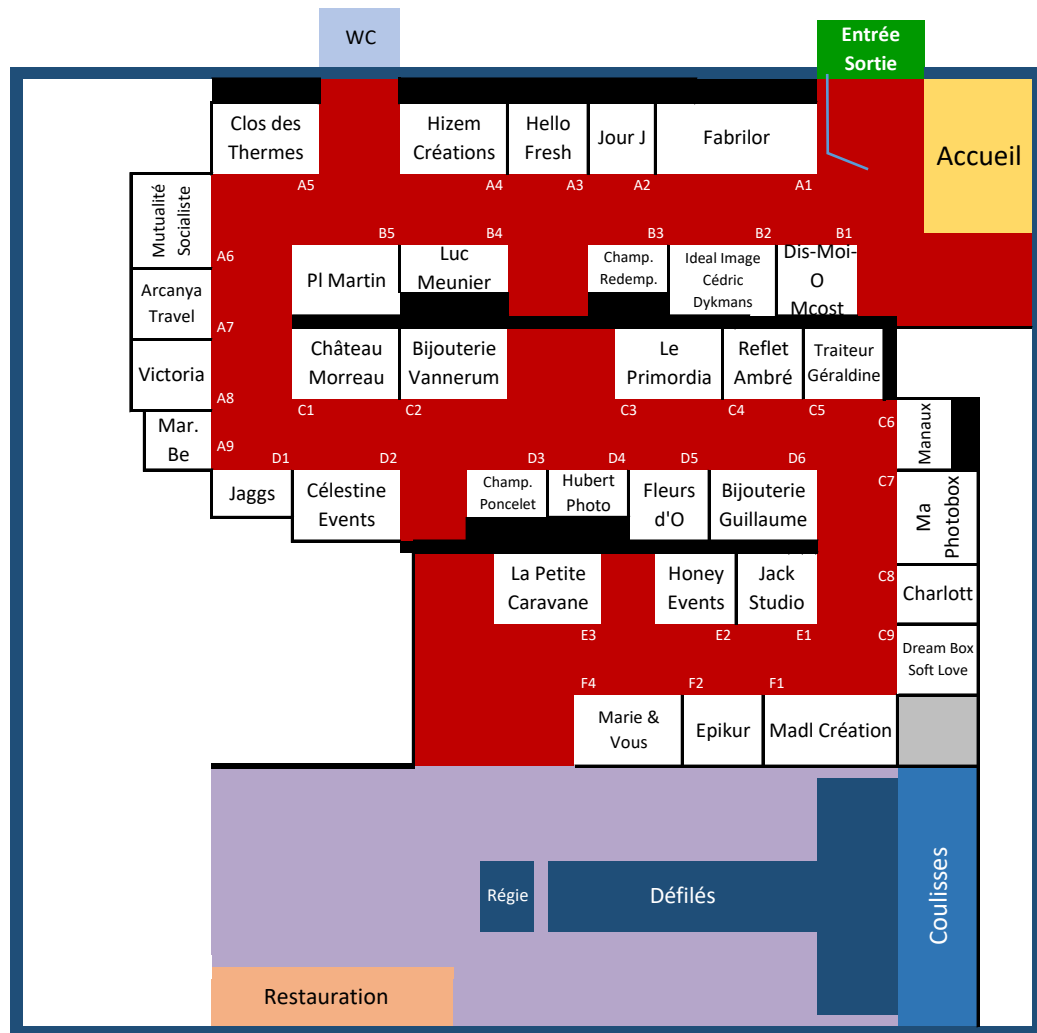 WC
Entrée
Sortie
Clos des
Thermes
Hizem
Créations
Hello
Fresh
Jour J
Fabrilor
Accueil
A5
A4
A3
A2
A1
Mutualité
Socialiste
B5
B4
B3
B2
B1
A6
Pl Martin
Luc
Meunier
Champ.
Redemp.
Ideal Image
Cédric
Dykmans
Dis-Moi-
O
Mcost
Arcanya
Travel
A7
Victoria
Château
Morreau
Bijouterie
Vannerum
Le
Primordia
Reflet
Ambré
Traiteur
Géraldine
A8
C1
C2
C3
C4
C5
C6
Manaux
Mar.
Be
A9
D1
D2
D3
D4
D5
D6
C7
Jaggs
Célestine
Events
Champ.
Poncelet
Hubert
Photo
Fleurs
d'O
Bijouterie
Guillaume
Ma
Photobox
La Petite
Caravane
Honey
Events
Jack
Studio
C8
Charlott
E3
E2
E1
C9
Dream Box
Soft Love
F4
F2
F1
Marie &
Vous
Epikur
Madl Création
Régie
Défilés
Coulisses
Restauration